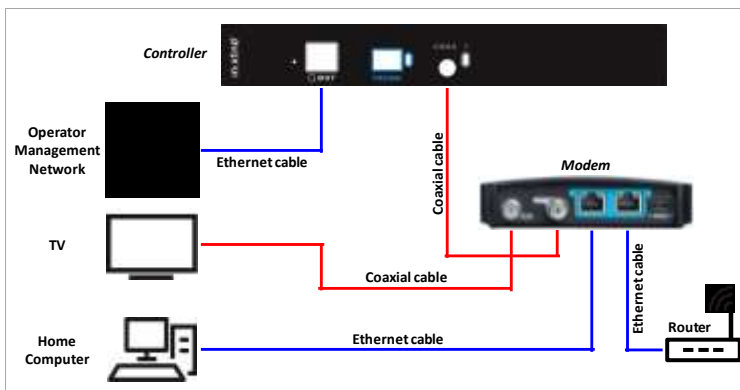 Controller
Operator
Management
Network
Ethernet cable
Coaxial cable
Modem
TV
Coaxial cable
Ethernet cable
Home
Computer
Ethernet cable
Router